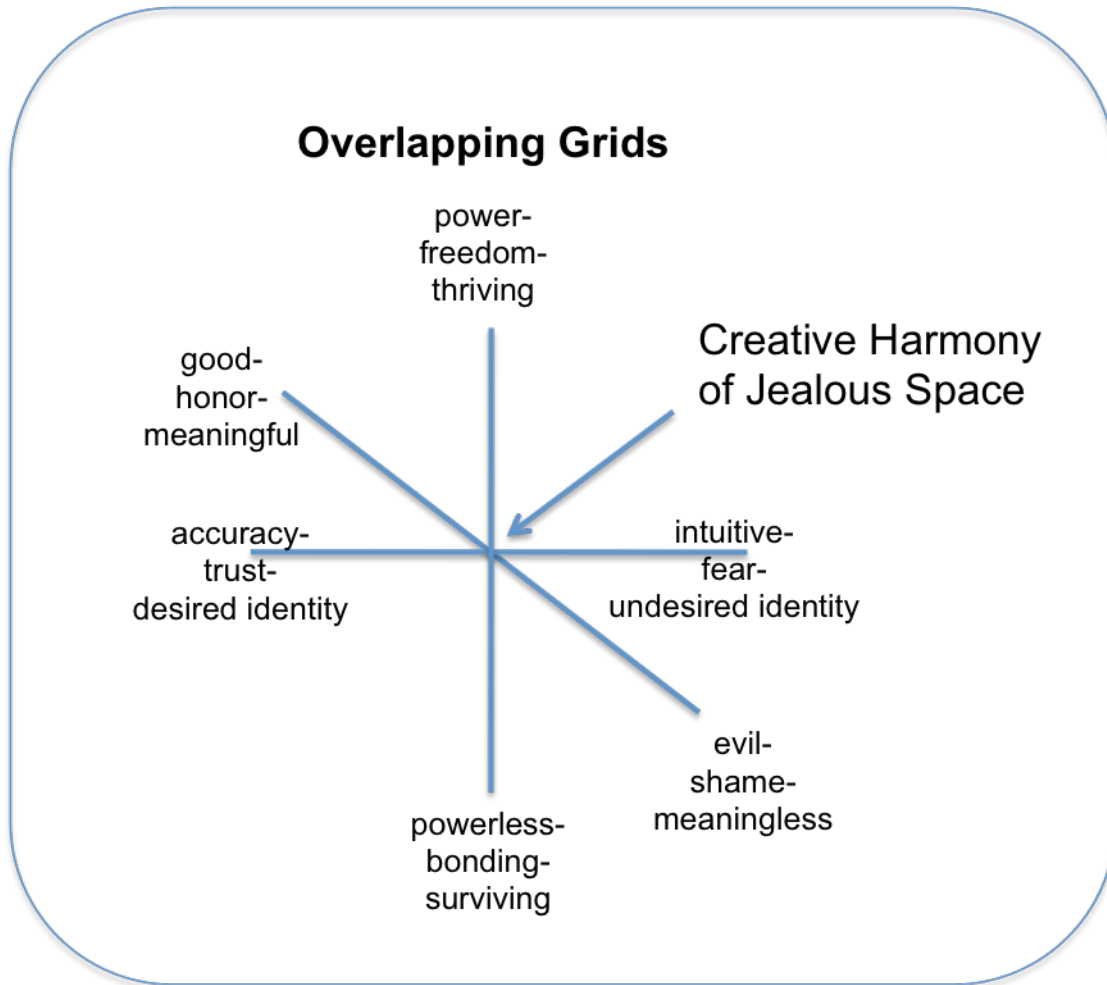 Overlapping Grids
power-
freedom-
thriving
Creative Harmony
of Jealous Space
good-
honor-
meaningful
accuracy-
trust-
desired identity
intuitive-
fear-
undesired identity
evil-
shame-
meaningless
powerless-
bonding-
surviving